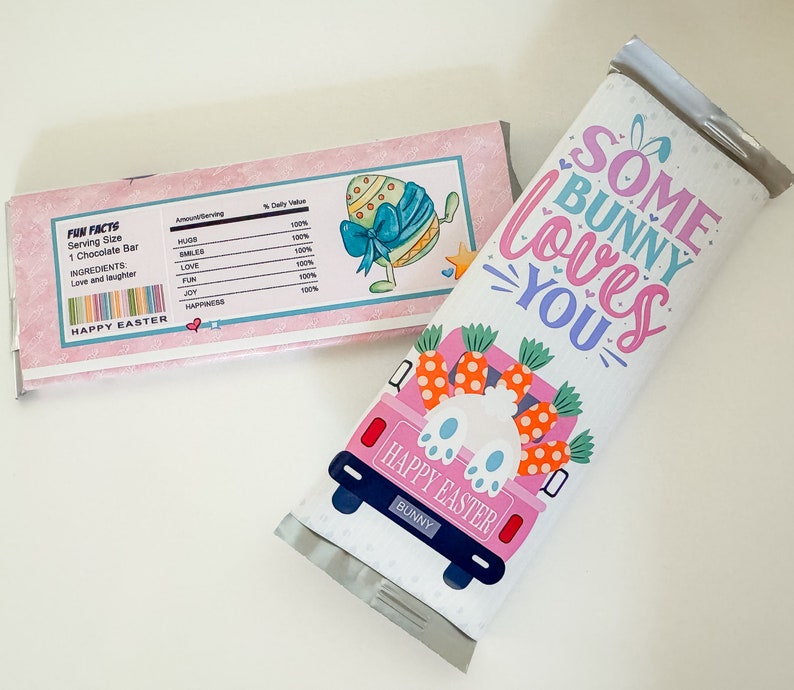 FUN FACTS
Serving Size
1 Chocolate Bar
INGREDIENTS:
Love and laughter
HAPPY EASTER
Amount/Serving % Daily Value
HUGS 100%
SMILES 100%
LOVE 100%
FUN 100%
JOY 100%
HAPPINESS 100%
SOME
BUNNY
loves
YOU
HAPPY EASTER
BUNNY